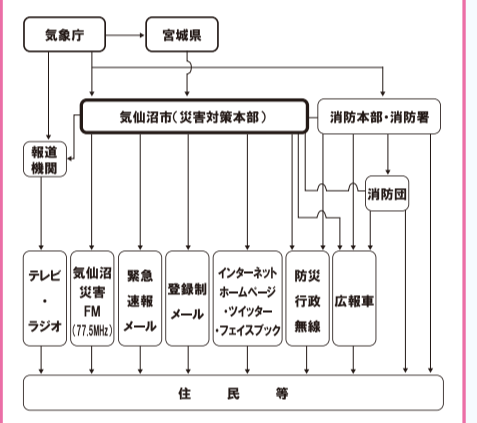 気象庁
宮城県
気仙沼市(災害対策本部)
消防本部・消防署
報道
機関
消防団
テレビ
・
ラジオ
気仙沼
災害
FM
(77.5MHz)
緊急
速報
メール
登録制
メール
インターネット
ホームページ
・ツイッター
・フェイスブック
防災
行政
無線
広報車
住民等